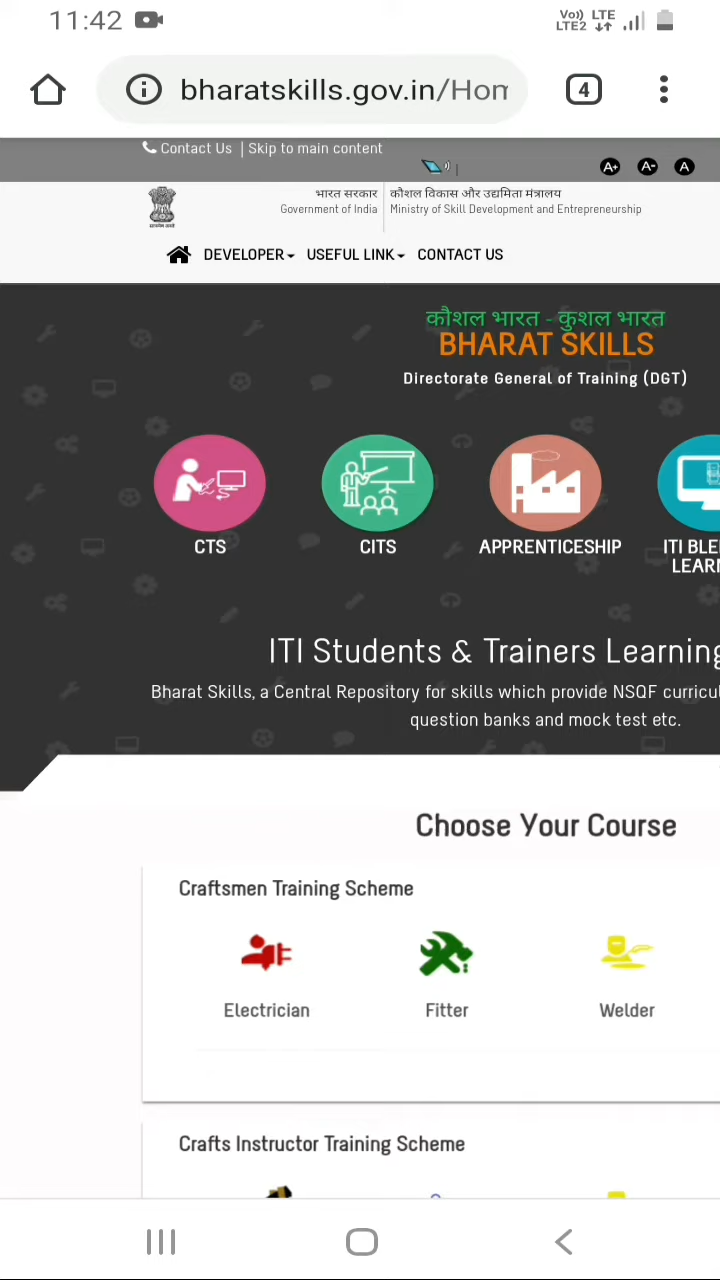 11:42
Vo)) LTE
LTE2
bharatskills.gov.in/Hom
4
Contact Us | Skip to main content
A+ A- A
भारत सरकार
Government of India
कौशल विकास और उद्यमिता मंत्रालय
Ministry of Skill Development and Entrepreneurship
DEVELOPER USEFUL LINK CONTACT US
कौशल भारत - कुशल भारत
BHARAT SKILLS
Directorate General of Training (DGT)
CTS CITS APPRENTICESHIP ITI BLE
LEAR
ITI Students & Trainers Learning
Bharat Skills, a Central Repository for skills which provide NSQF curricul
question banks and mock test etc.
Choose Your Course
Craftsmen Training Scheme
Electrician Fitter Welder
Crafts Instructor Training Scheme